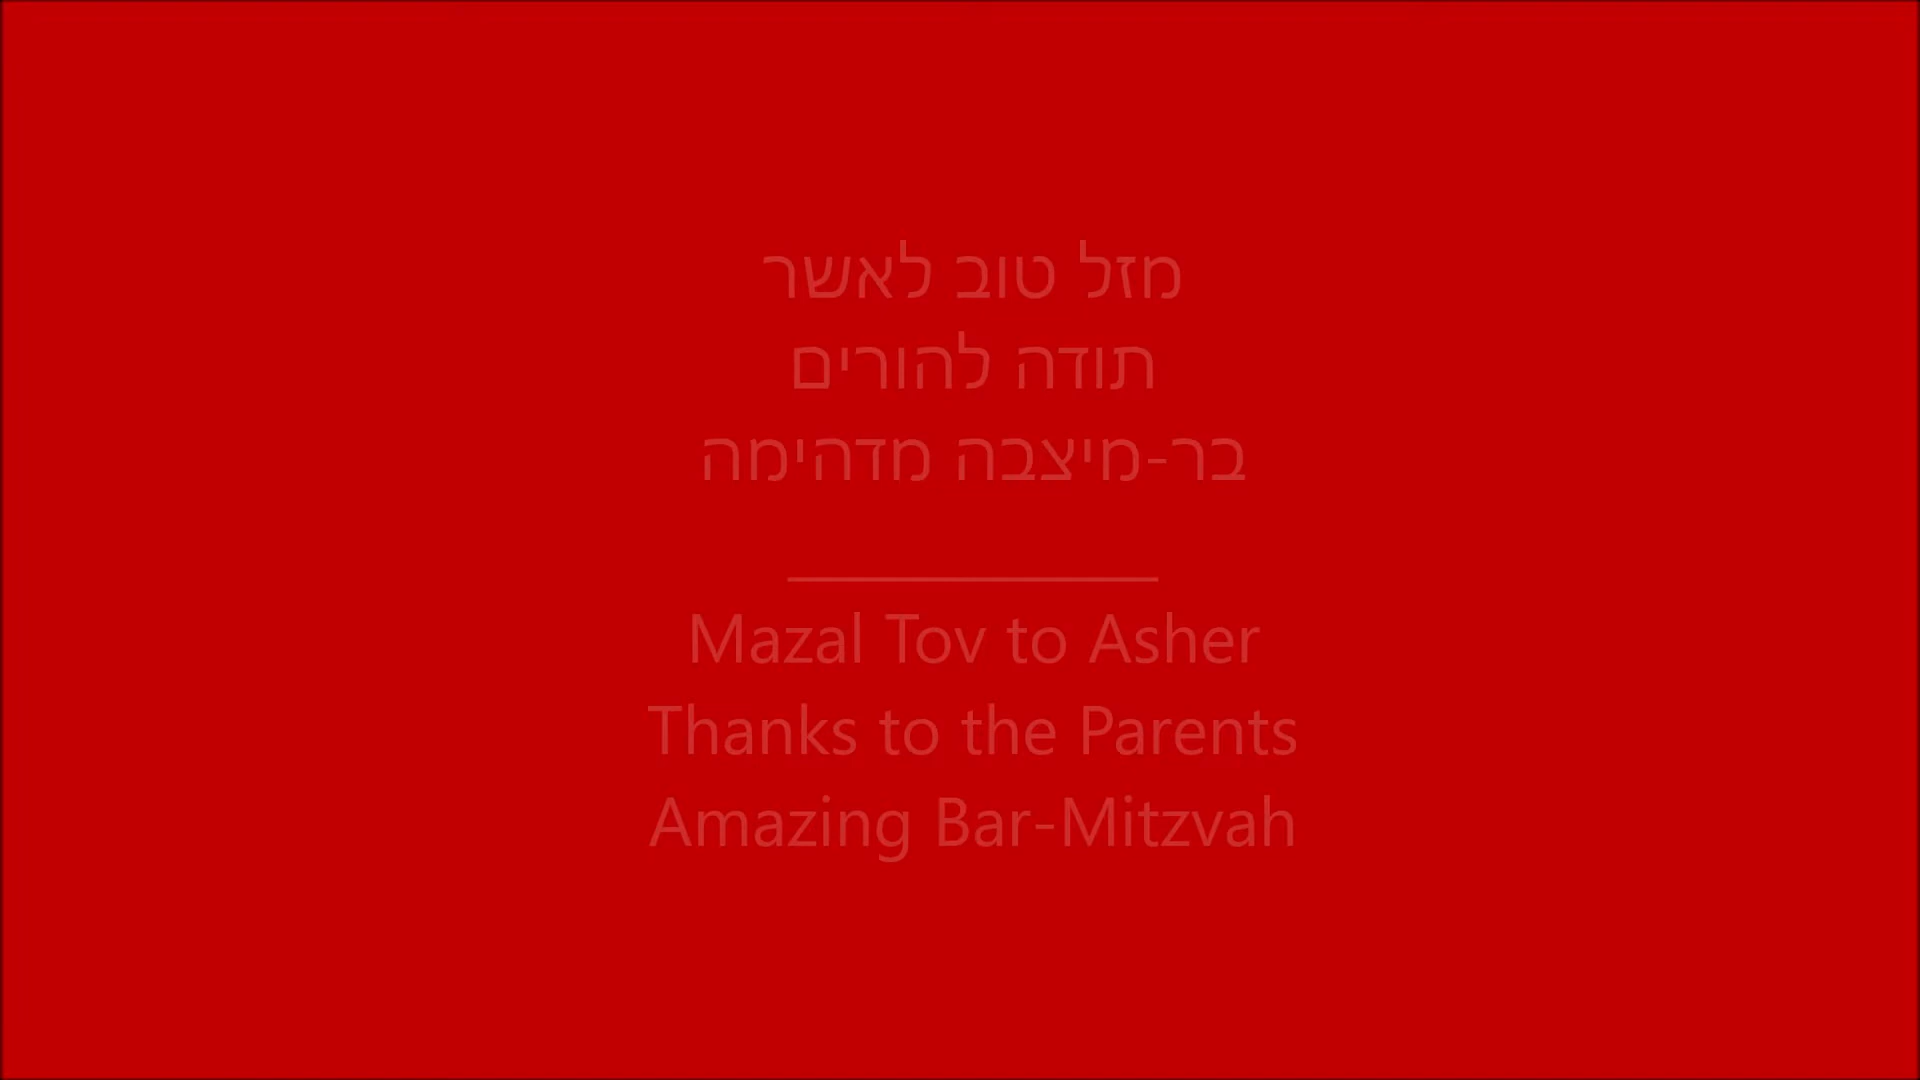 מזל טוב לאשר
תודה להורים
בר-מיצבה מדהימה
Mazal Tov to Asher
Thanks to the Parents
Amazing Bar-Mitzvah